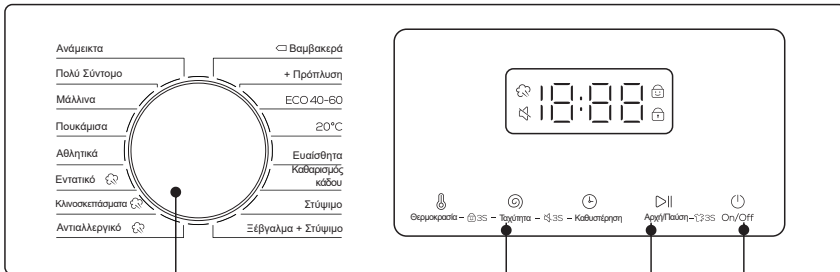 Ανάμεικτα
Πολύ Σύντομο
Μάλλινα
Πουκάμισα
Αθλητικά
Εντατικό
Κλινοσκεπάσματα
Αντιαλλεργικό
Βαμβακερά
+ Πρόπλυση
ECO 40-60
20°C
Ευαίσθητα
Καθαρισμός
κάδου
Στύψιμο
Ξέβγαλμα + Στύψιμο
18:88
Θερμοκρασία – 3S – Ταχύτητα – 3S – Καθυστέρηση Αρχή/Παύση – 3S On/Off